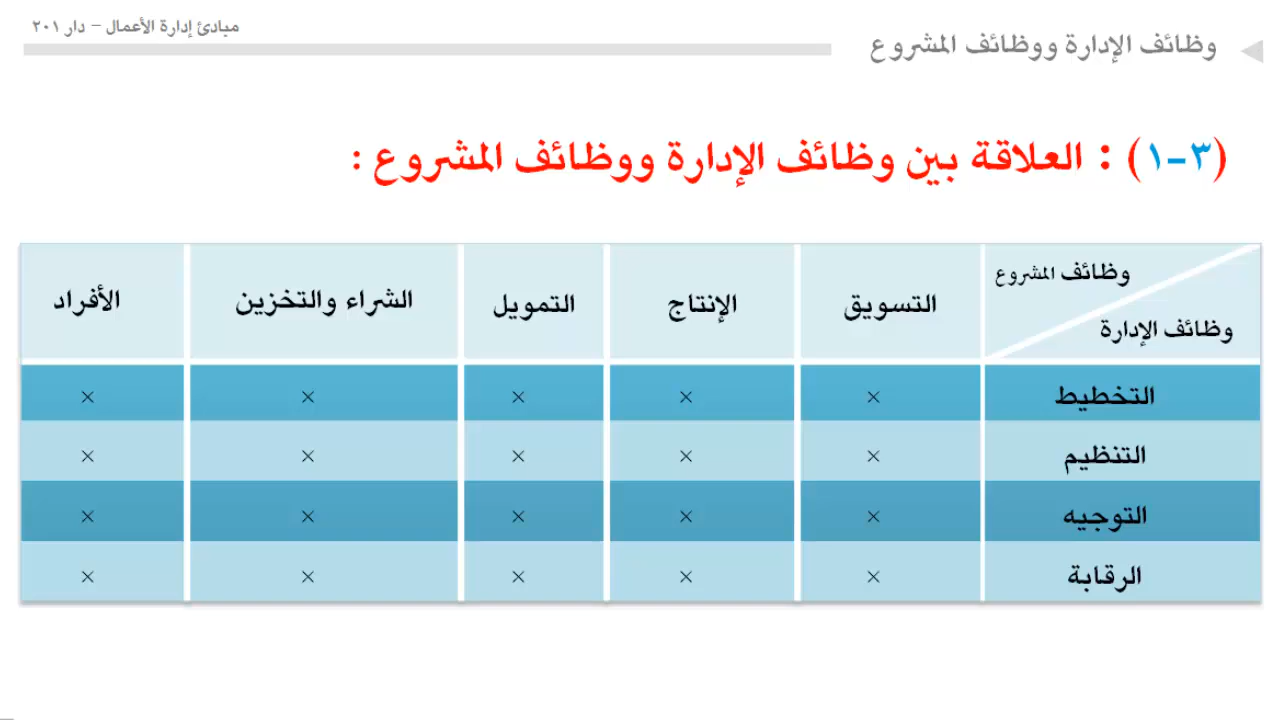 مبادئ إدارة الأعمال – دار ٢٠١
وظائف الإدارة ووظائف المشروع
(٣-١) : العلاقة بين وظائف الإدارة ووظائف المشروع :
وظائف المشروع
وظائف الإدارة
التسويق الإنتاج التمويل الشراء والتخزين الأفراد
التخطيط × × × × ×
التنظيم × × × × ×
التوجيه × × × × ×
الرقابة × × × × ×